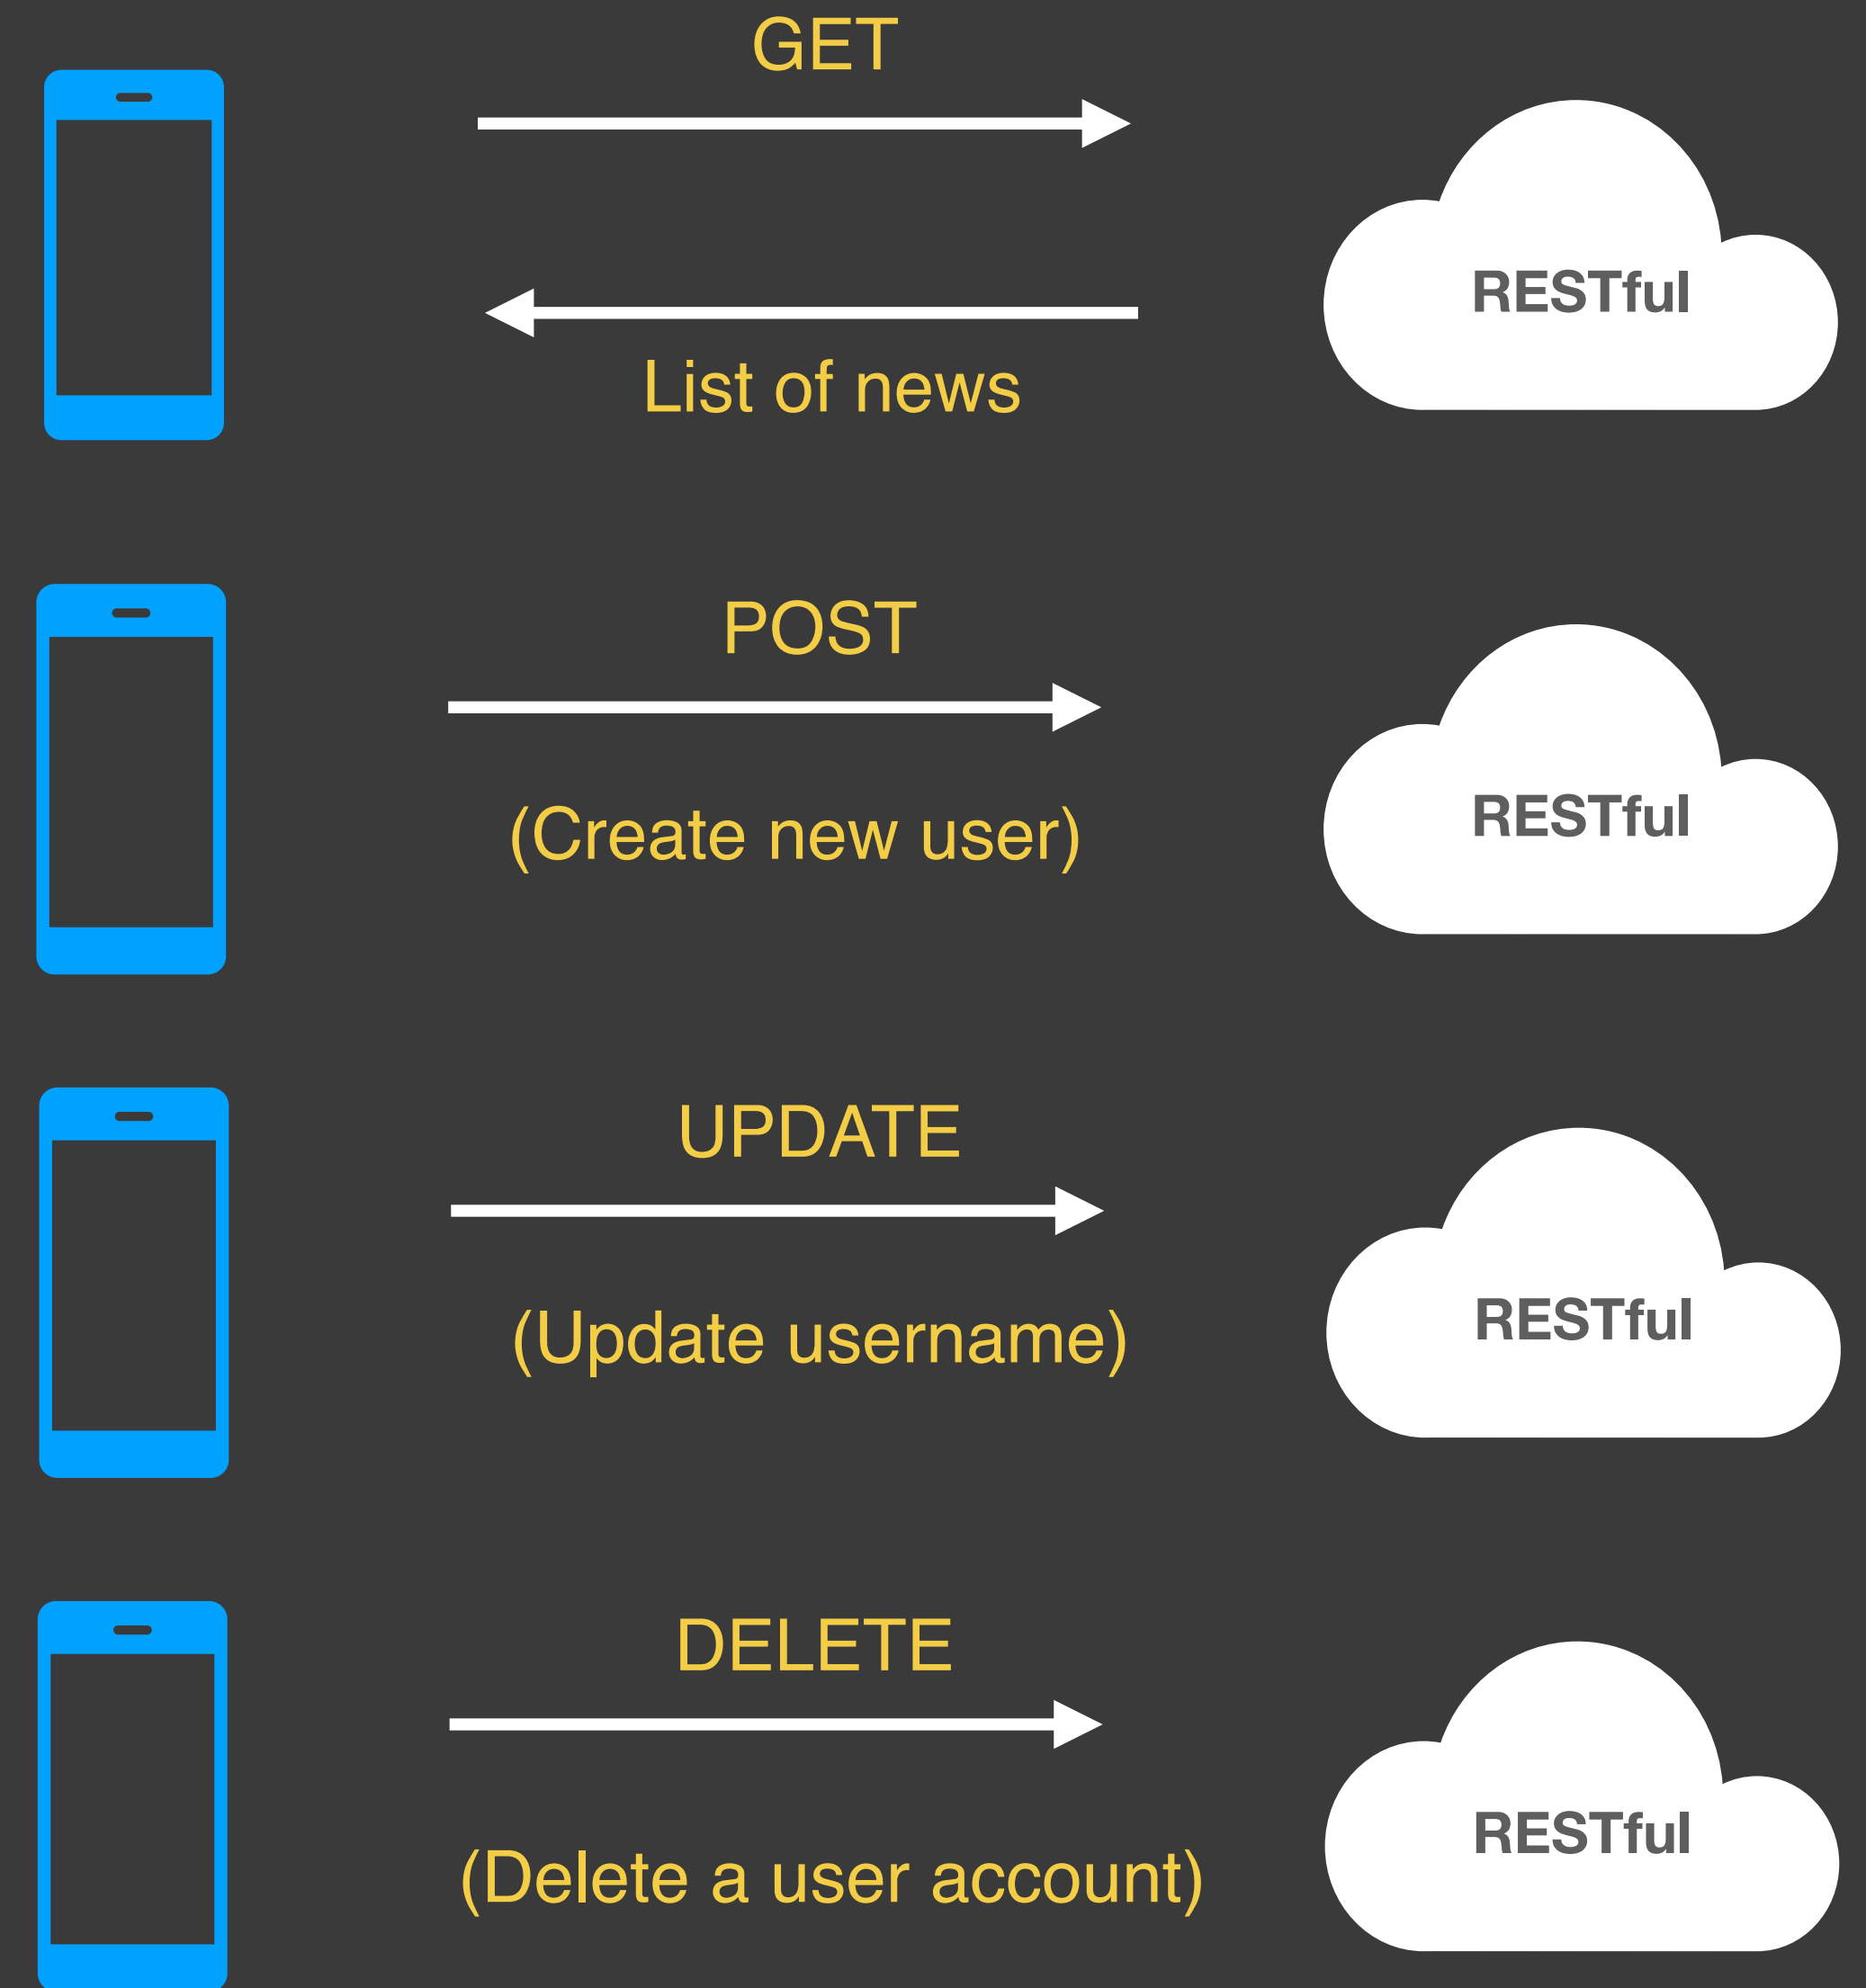 GET
RESTful
List of news
POST
RESTful
(Create new user)
UPDATE
RESTful
(Update username)
DELETE
RESTful
(Delete a user account)